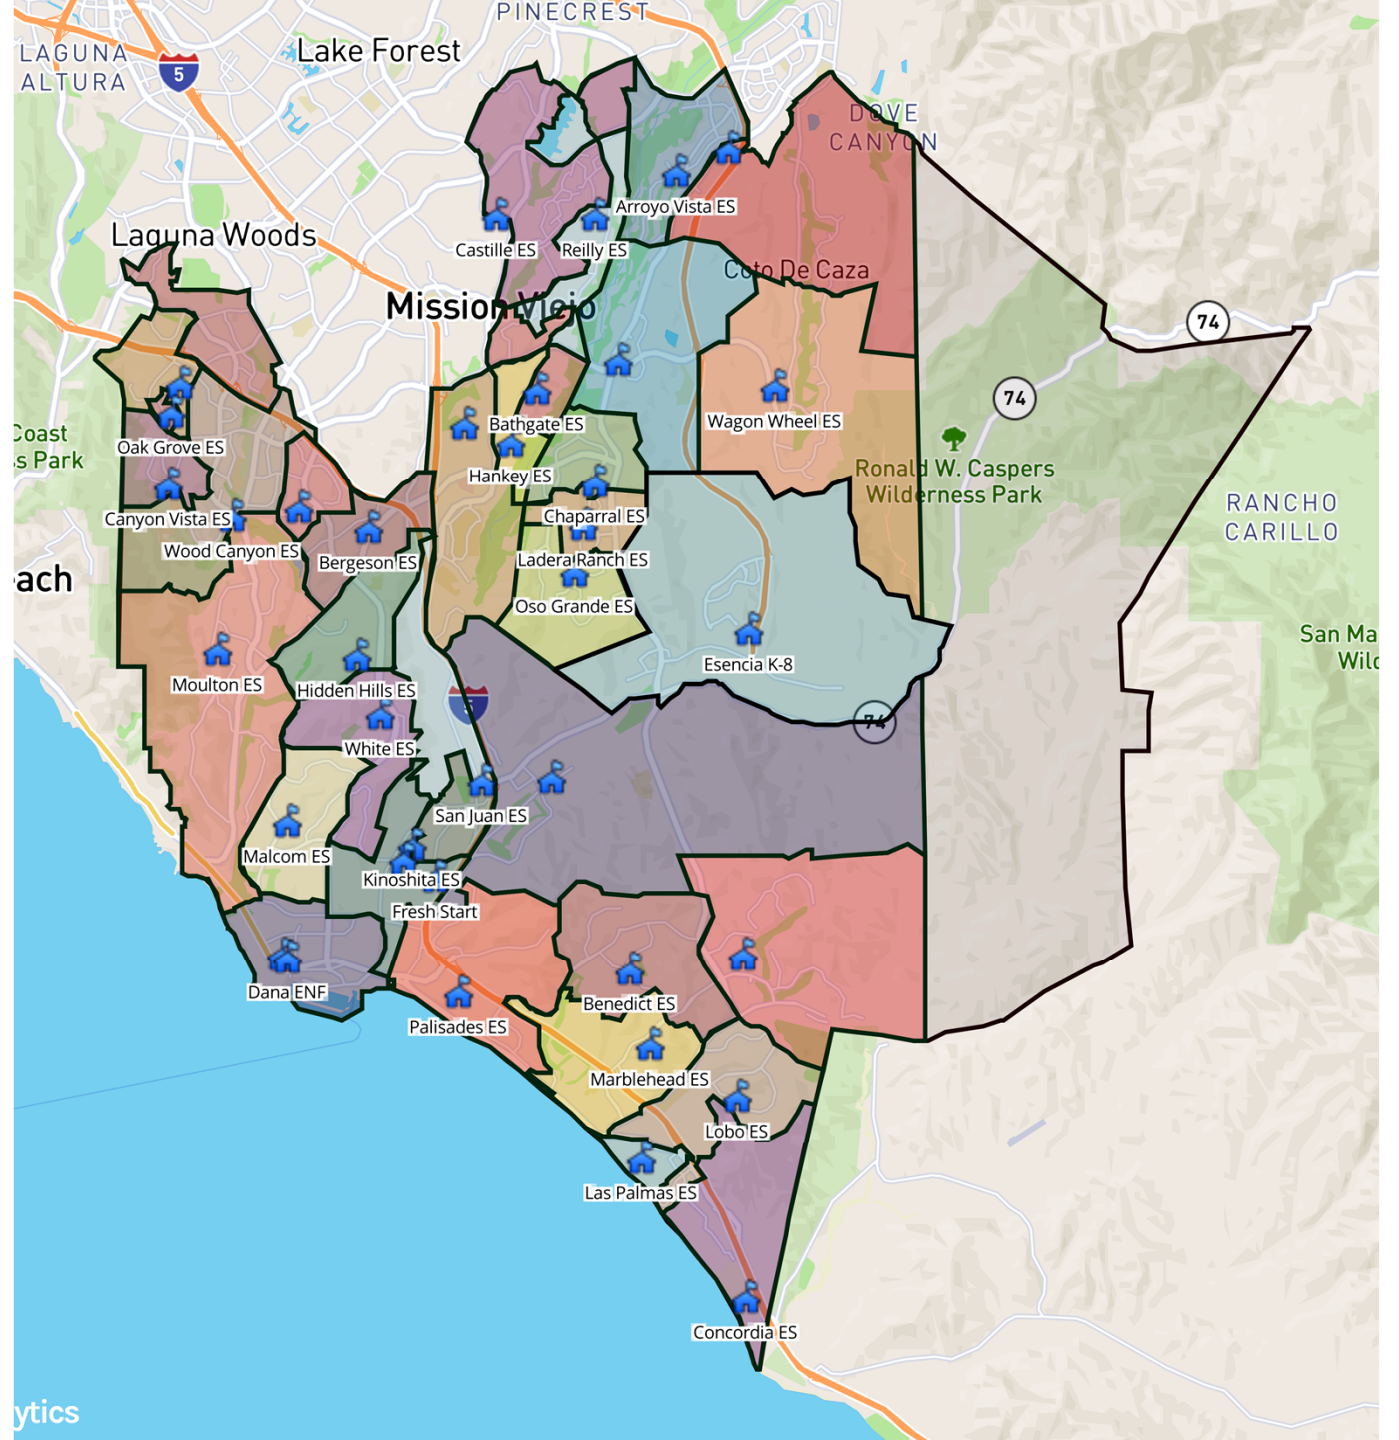 PINECREST
LAGUNA
ALTURA
5
Lake Forest
DOVE
CANYON
Arroyo Vista ES
Laguna Woods
Castille ES
Reilly ES
Coto De Caza
Mission Viejo
74
74
Wagon Wheel ES
Bathgate ES
Coast
ss Park
Oak Grove ES
Hankey ES
Ronald W. Caspers
Wilderness Park
RANCHO
CARILLO
Canyon Vista ES
Chaparral ES
Wood Canyon ES
Bergeson ES
Ladera Ranch ES
each
Oso Grande ES
San Ma
Wild
Esencia K-8
Moulton ES
Hidden Hills ES
5
74
White ES
San Juan ES
Malcom ES
Kinoshita ES
Fresh Start
Dana ENF
Benedict ES
Palisades ES
Marblehead ES
Lobo ES
Las Palmas ES
Concordia ES
ytics